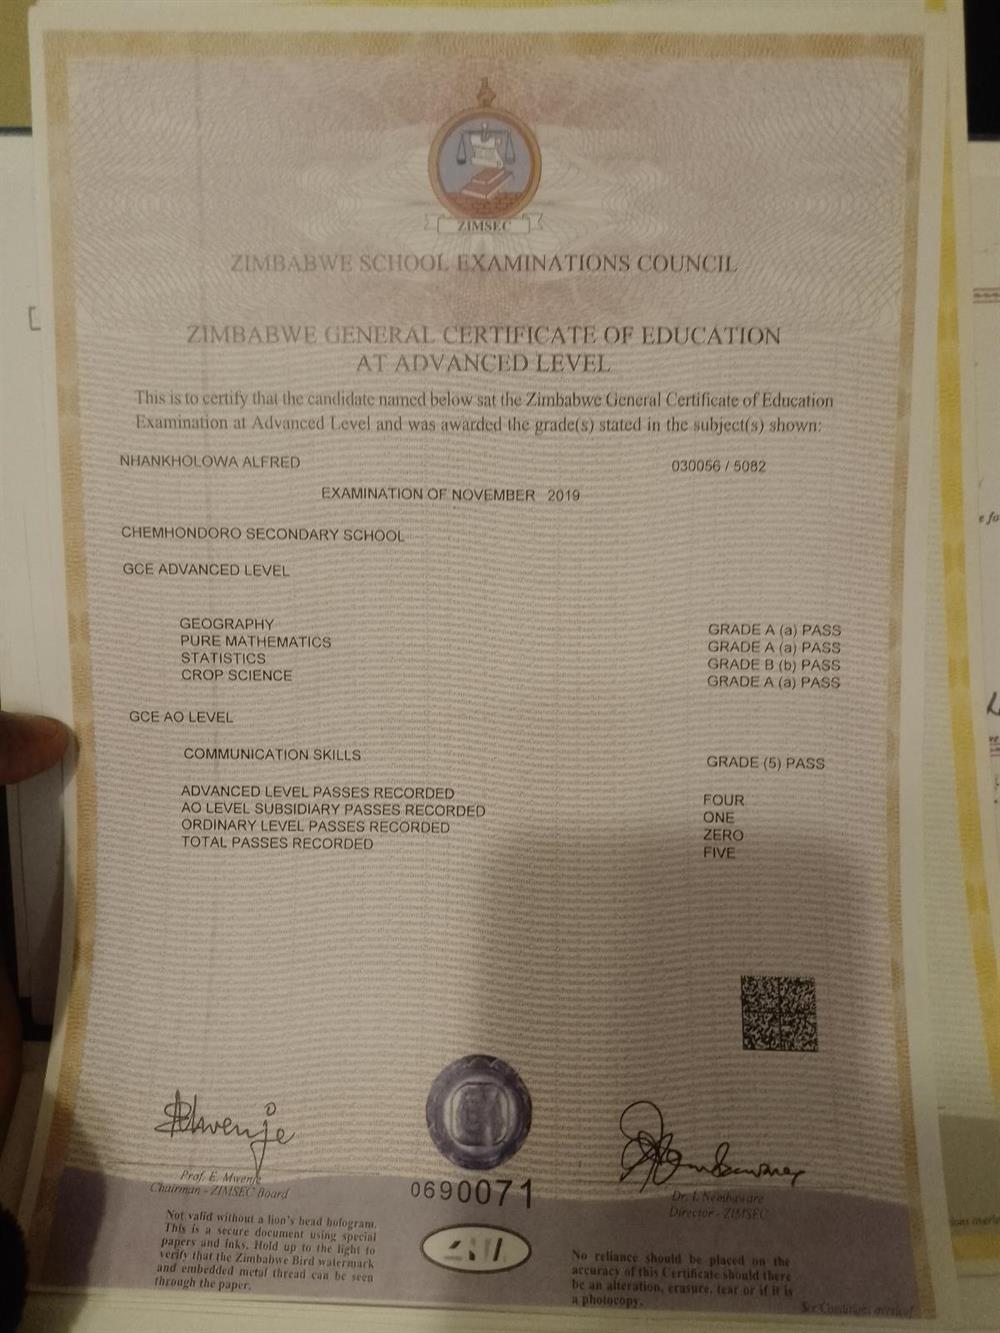 ZIMSEC
ZIMBABWE SCHOOL EXAMINATIONS COUNCIL
ZIMBABWE GENERAL CERTIFICATE OF EDUCATION
AT ADVANCED LEVEL
This is to certify that the candidate named below sat the Zimbabwe General Certificate of Education
Examination at Advanced Level and was awarded the grade(s) stated in the subject(s) shown:
NHANKHOLOWA ALFRED 030056 / 5082
EXAMINATION OF NOVEMBER 2019
CHEMHONDORO SECONDARY SCHOOL
GCE ADVANCED LEVEL
GEOGRAPHY GRADE A (a) PASS
PURE MATHEMATICS GRADE A (a) PASS
STATISTICS GRADE B (b) PASS
CROP SCIENCE GRADE A (a) PASS
GCE AO LEVEL
COMMUNICATION SKILLS GRADE (5) PASS
ADVANCED LEVEL PASSES RECORDED FOUR
AO LEVEL SUBSIDIARY PASSES RECORDED ONE
ORDINARY LEVEL PASSES RECORDED ZERO
TOTAL PASSES RECORDED FIVE
Prof. E. Mwenje
Chairman - ZIMSEC Board
0690071
Dr. L Nembaware
Director - ZIMSEC
Not valid without a lion's head hologram.
This is a secure document using special
papers and inks. Hold up to the light to
verify that the Zimbabwe Bird watermark
and embedded metal thread can be seen
through the paper.
No reliance should be placed on the
accuracy of this Certificate should there
be an alteration, erasure, tear or if it is
a photocopy.
See Conditions overleaf